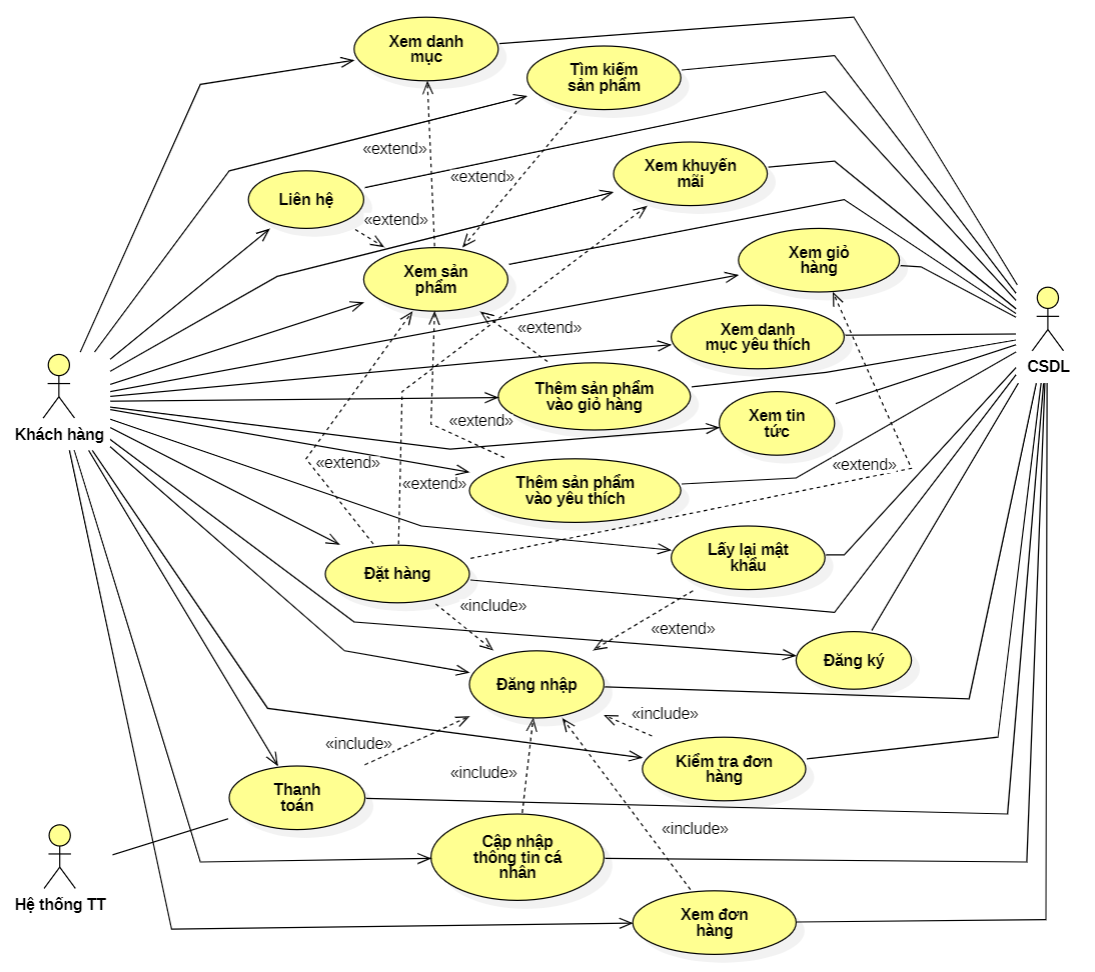 Xem danh
mục
Tìm kiếm
sản phẩm
«extend»
«extend»
Xem khuyến
mãi
Liên hệ
«extend»
Xem giỏ
hàng
Xem sản
phẩm
«extend»
Xem danh
mục yêu thích
CSDL
Thêm sản phẩm
vào giỏ hàng
Khách hàng
«extend»
Xem tin
tức
«extend»
«extend»
«extend»
Thêm sản phẩm
vào yêu thích
Lấy lại mật
khẩu
Đặt hàng
«include»
«extend»
Đăng ký
Đăng nhập
«include»
«include»
«include»
Kiểm tra đơn
hàng
Thanh
toán
«include»
Cập nhập
thông tin cá
nhân
Hệ thống TT
Xem đơn
hàng